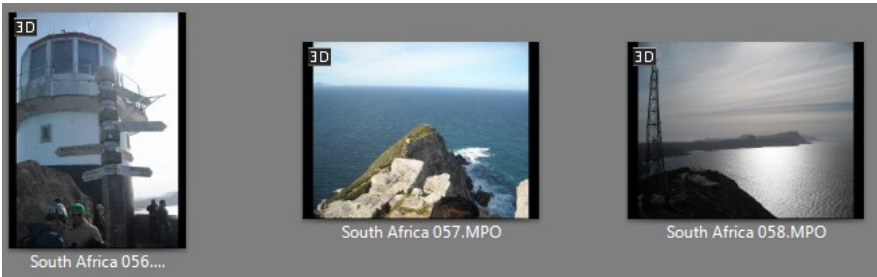 3D
3D
3D
South Africa 056....
South Africa 057.MPO
South Africa 058.MPO